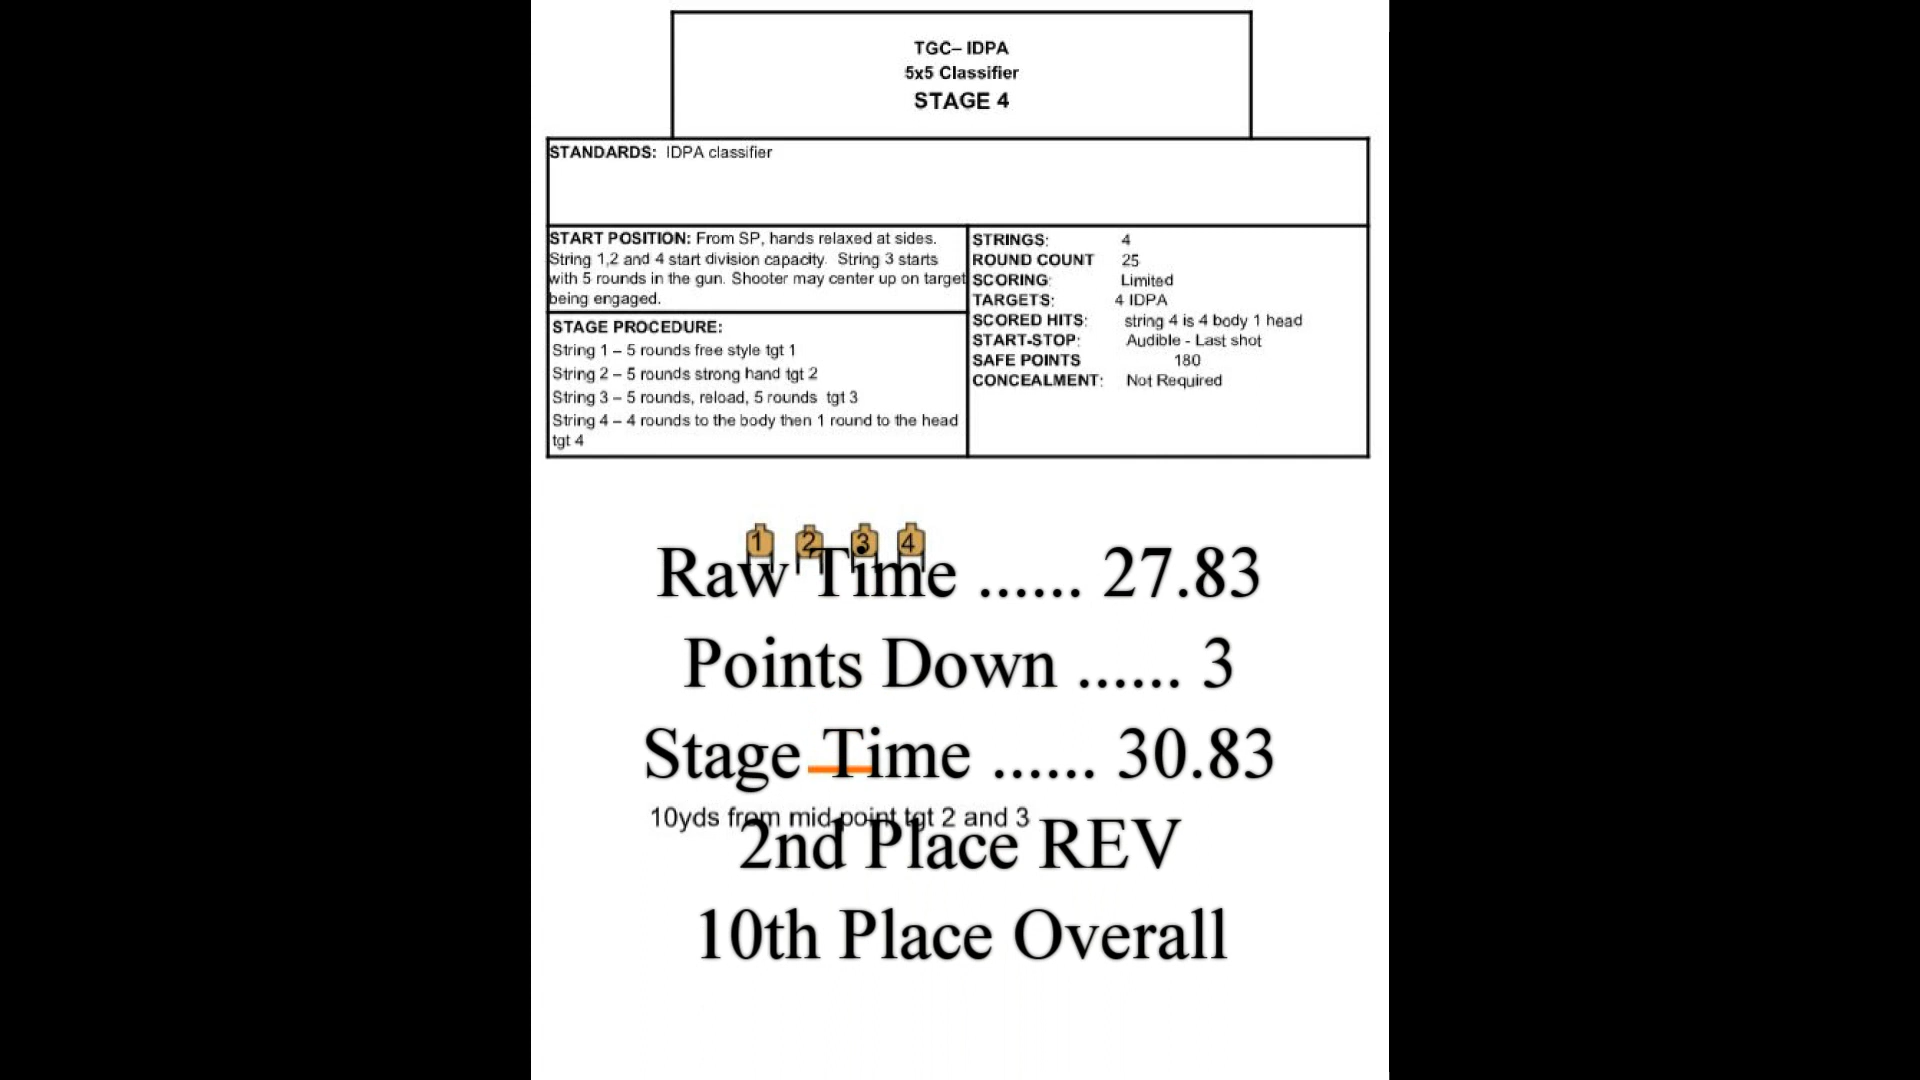 TGC– IDPA
5x5 Classifier
STAGE 4
STANDARDS: IDPA classifier
START POSITION: From SP, hands relaxed at sides.
String 1,2 and 4 start division capacity. String 3 starts
with 5 rounds in the gun. Shooter may center up on target
being engaged.
STAGE PROCEDURE:
String 1 – 5 rounds free style tgt 1
String 2 – 5 rounds strong hand tgt 2
String 3 – 5 rounds, reload, 5 rounds tgt 3
String 4 – 4 rounds to the body then 1 round to the head
tgt 4
STRINGS: 4
ROUND COUNT 25
SCORING: Limited
TARGETS: 4 IDPA
SCORED HITS: string 4 is 4 body 1 head
START-STOP: Audible - Last shot
SAFE POINTS 180
CONCEALMENT: Not Required
1 2 3 4
Raw Time ...... 27.83
Points Down ...... 3
Stage Time ...... 30.83
10yds from mid-point tgt 2 and 3
2nd Place REV
10th Place Overall